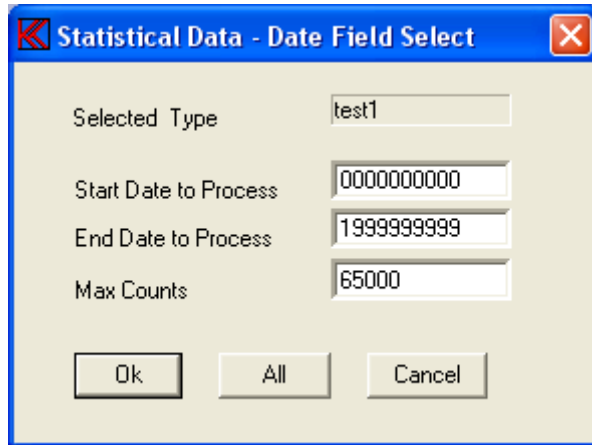 Statistical Data - Date Field Select
Selected Type test1
Start Date to Process 0000000000
End Date to Process 1999999999
Max Counts 65000
Ok All Cancel